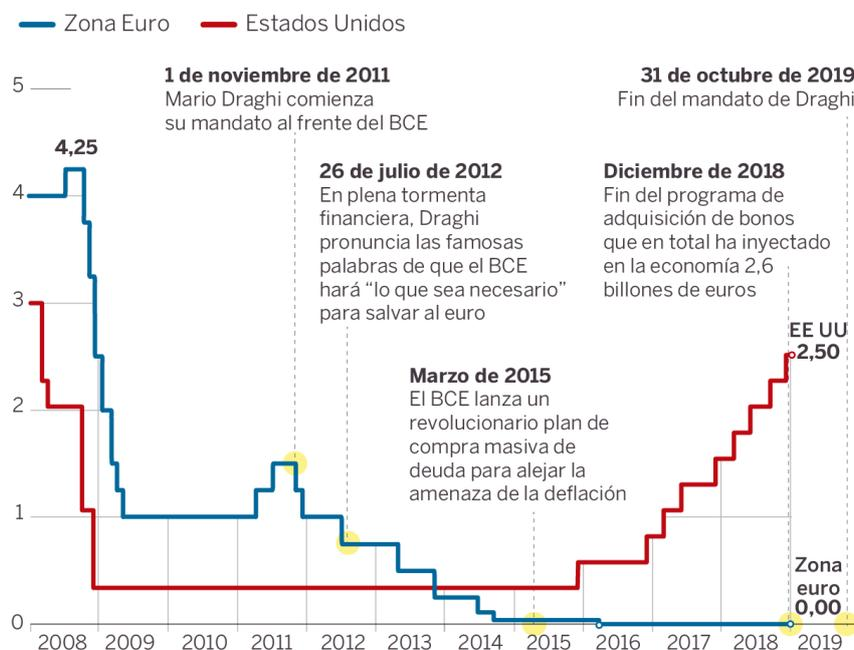 Zona Euro
Estados Unidos
5
4
3
2
1
0
4,25
1 de noviembre de 2011
Mario Draghi comienza
su mandato al frente del BCE
31 de octubre de 2019
Fin del mandato de Draghi
26 de julio de 2012
En plena tormenta
financiera, Draghi
pronuncia las famosas
palabras de que el BCE
hará “lo que sea necesario”
para salvar al euro
Diciembre de 2018
Fin del programa de
adquisición de bonos
que en total ha inyectado
en la economía 2,6
billones de euros
Marzo de 2015
El BCE lanza un
revolucionario plan de
compra masiva de
deuda para alejar la
amenaza de la deflación
EE UU
2,50
Zona
euro
0,00
2008 2009 2010 2011 2012 2013 2014 2015 2016 2017 2018 2019